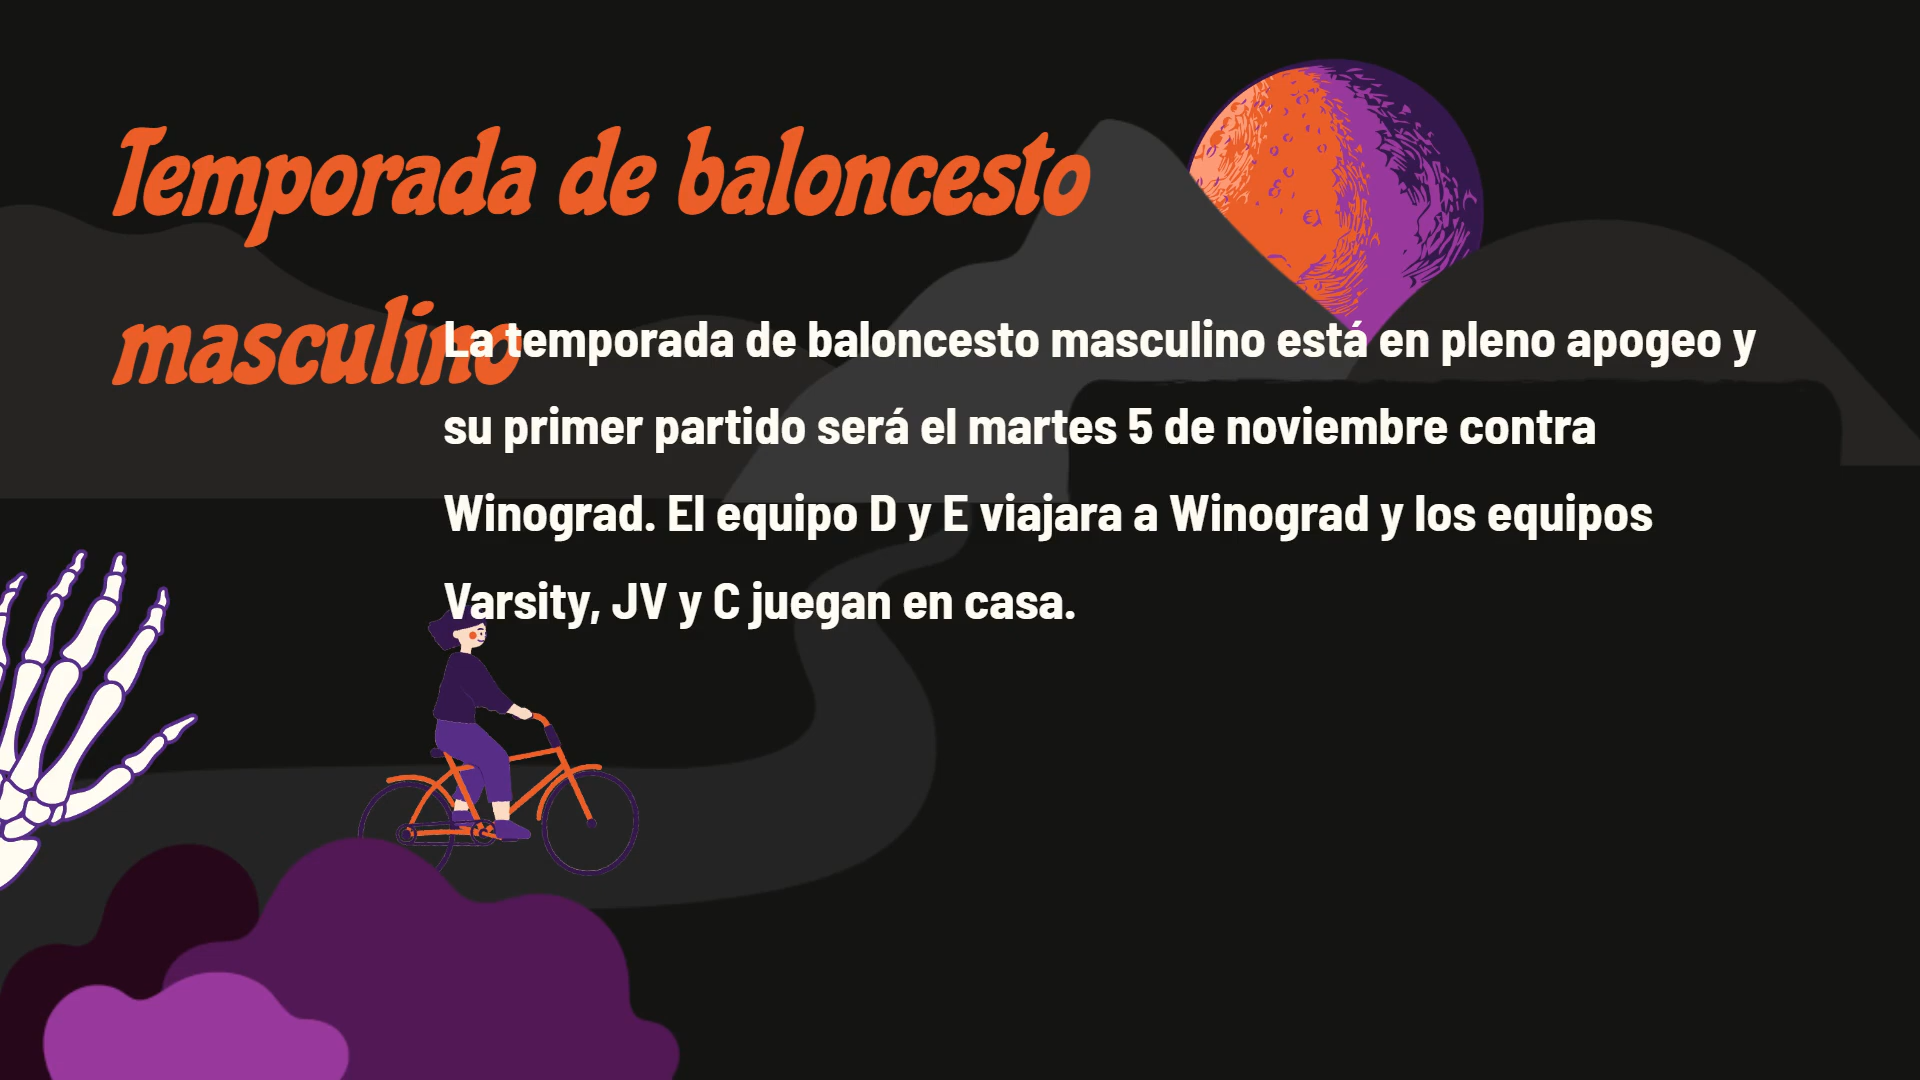 Temporada de baloncesto
masculino
La temporada de baloncesto masculino está en pleno apogeo y
su primer partido será el martes 5 de noviembre contra
Winograd. El equipo D y E viajara a Winograd y los equipos
Varsity, JV y C juegan en casa.